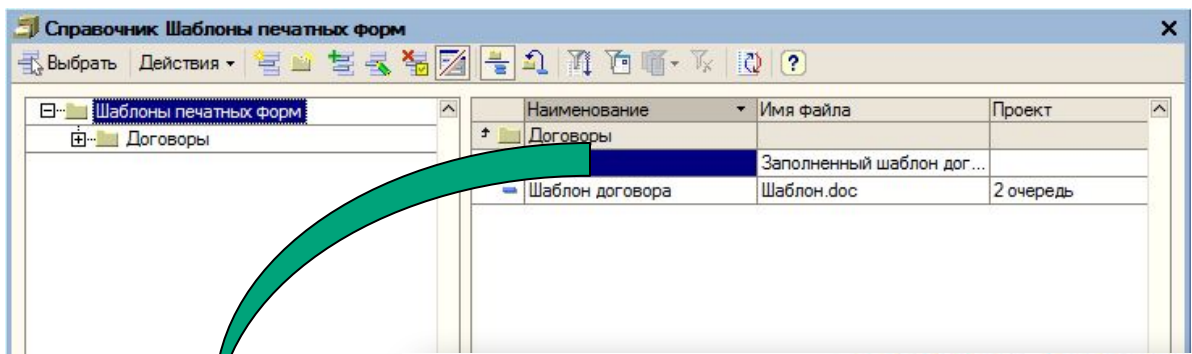 Справочник Шаблоны печатных форм
Выбрать Действия
Шаблоны печатных форм
Договоры
Наименование Имя файла Проект
Договоры
Заполненный шаблон дог...
Шаблон договора Шаблон.doc 2 очередь